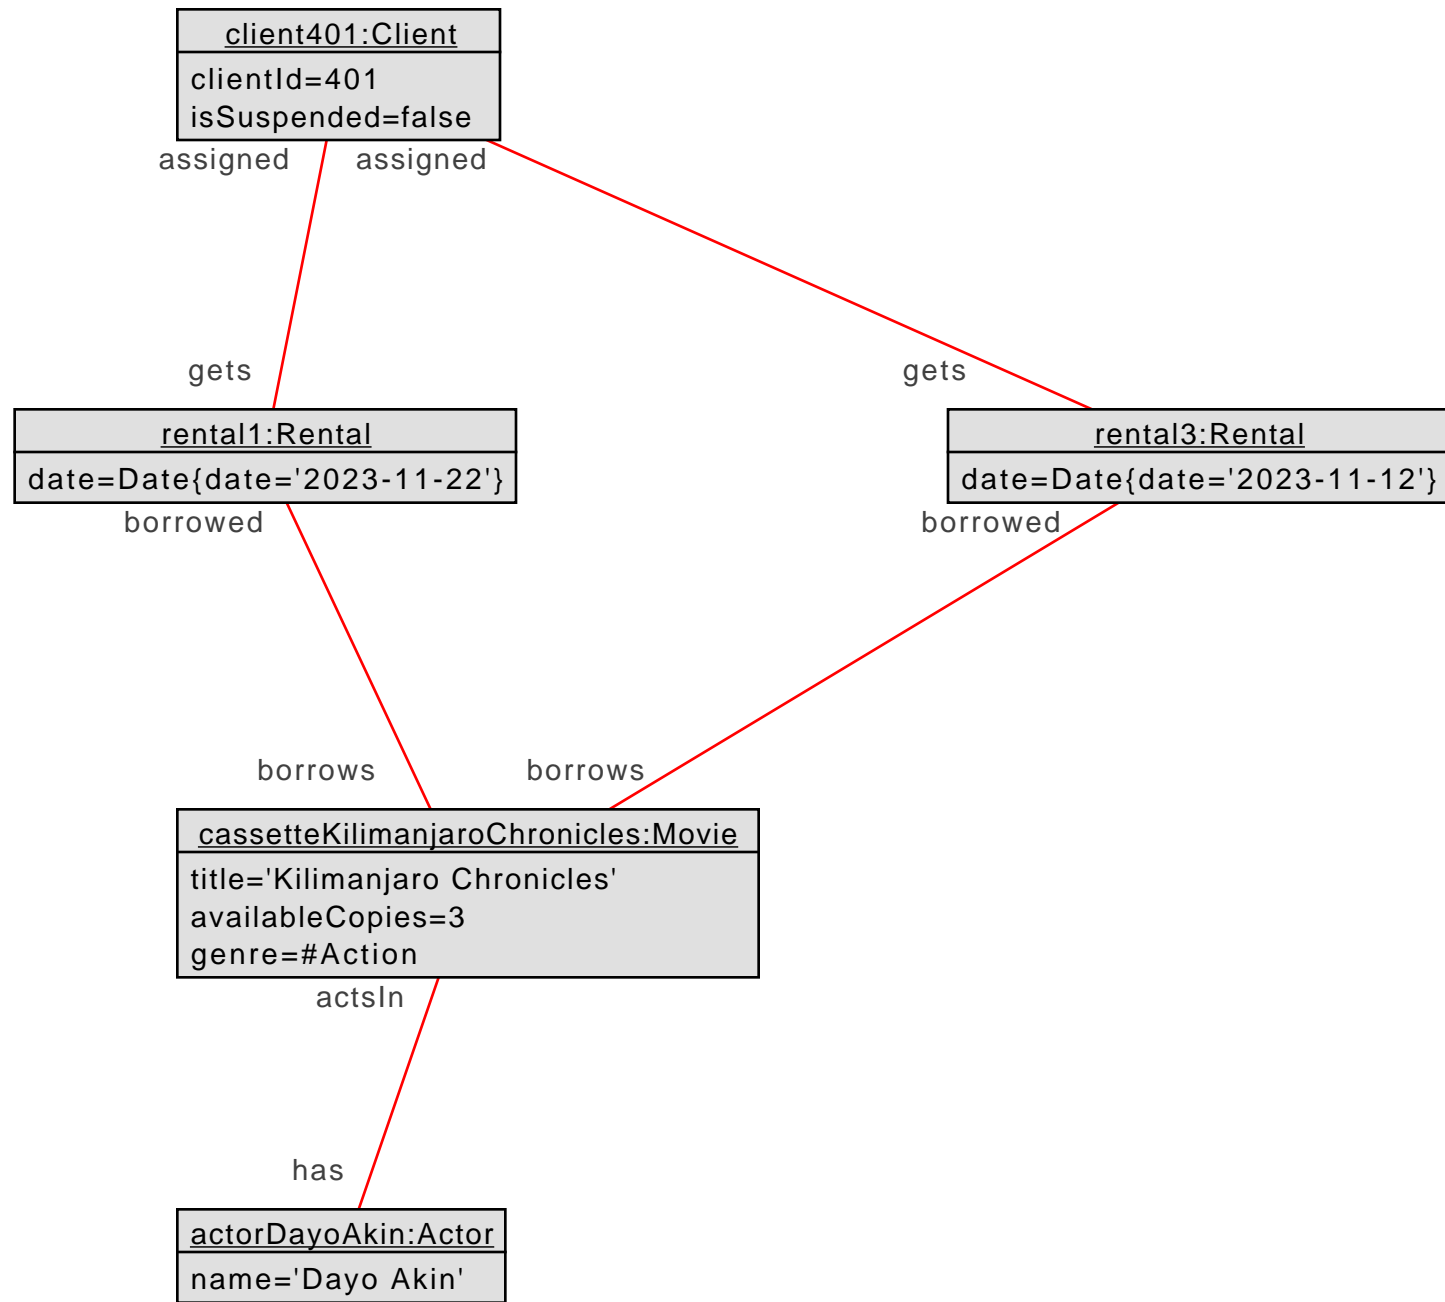 client401:Client
clientId=401
isSuspended=false
assigned
assigned
gets
gets
rental1:Rental
date=Date{date='2023-11-22'}
rental3:Rental
date=Date{date='2023-11-12'}
borrowed
borrowed
borrows
borrows
cassetteKilimanjaroChronicles:Movie
title='Kilimanjaro Chronicles'
availableCopies=3
genre=#Action
actsIn
has
actorDayoAkin:Actor
name='Dayo Akin'